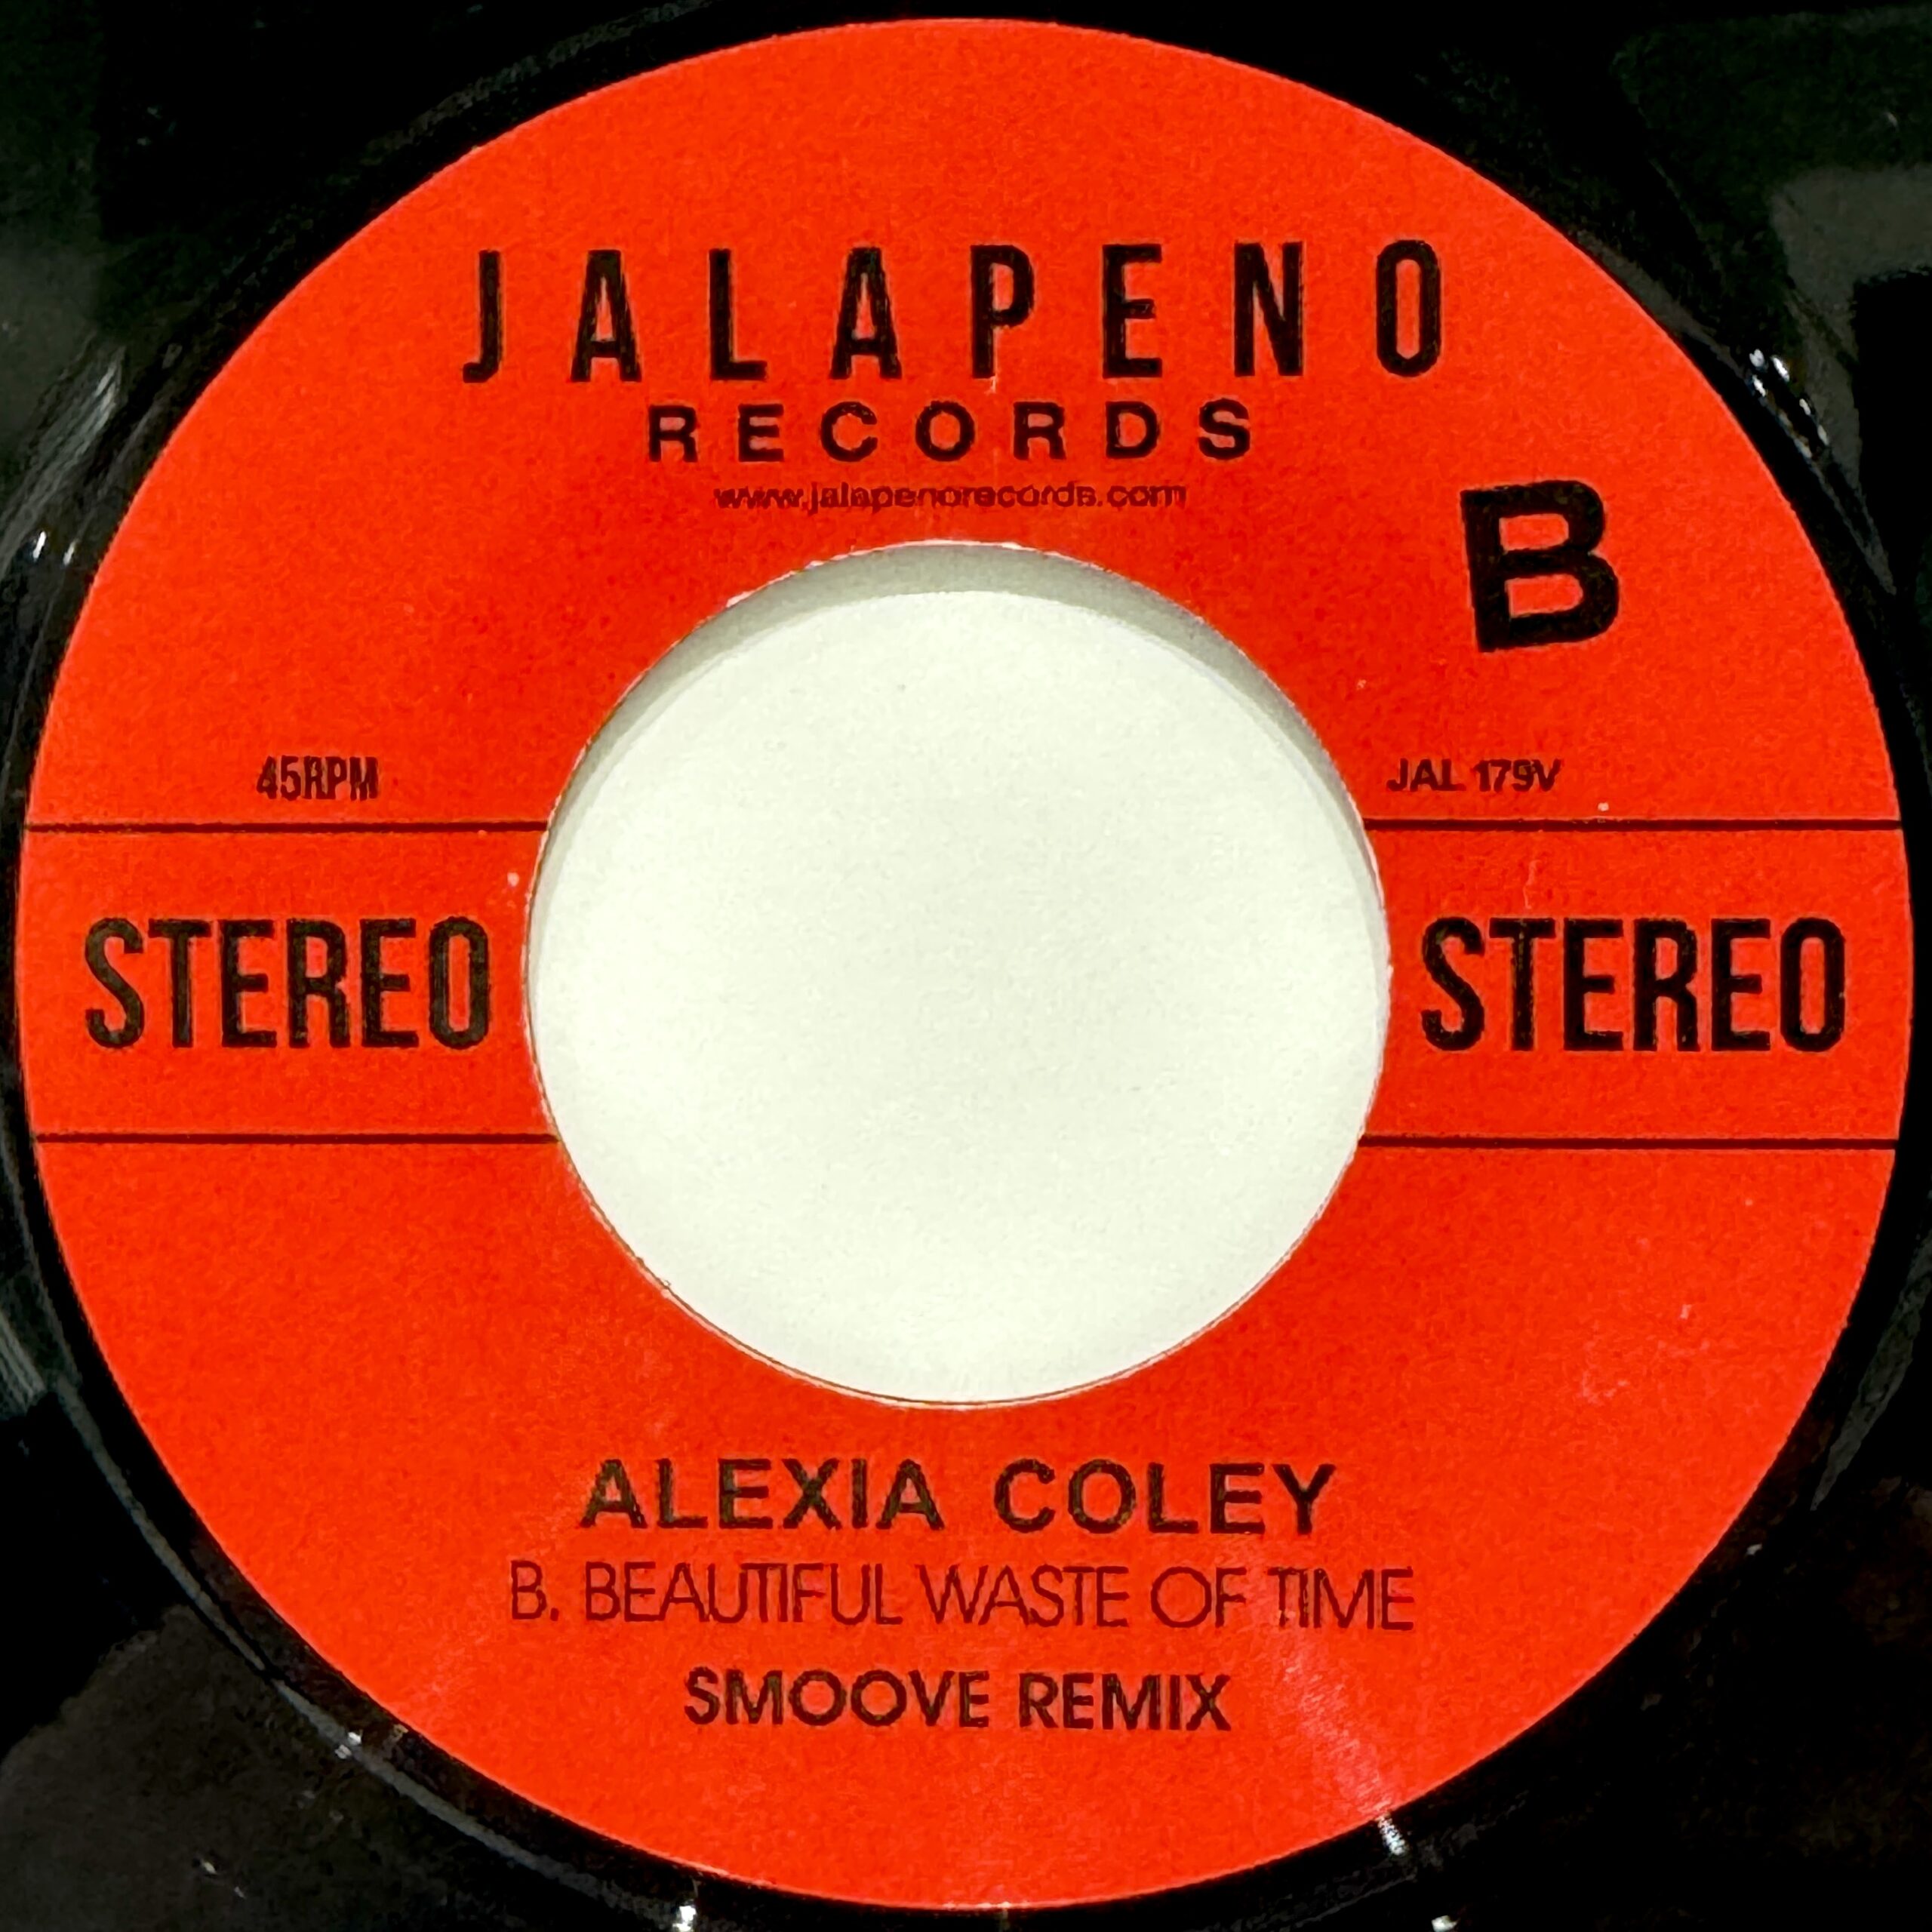 JALAPENO
RECORDS
www.jalapenorecords.com
B
45RPM
JAL 179V
STEREO
STEREO
ALEXIA COLEY
B. BEAUTIFUL WASTE OF TIME
SMOOVE REMIX